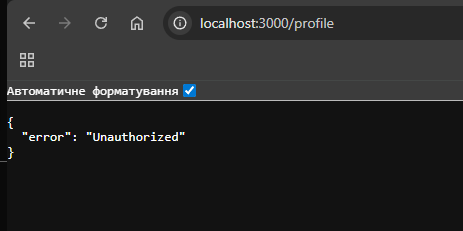 localhost:3000/profile
Автоматичне форматування
{
  "error": "Unauthorized"
}